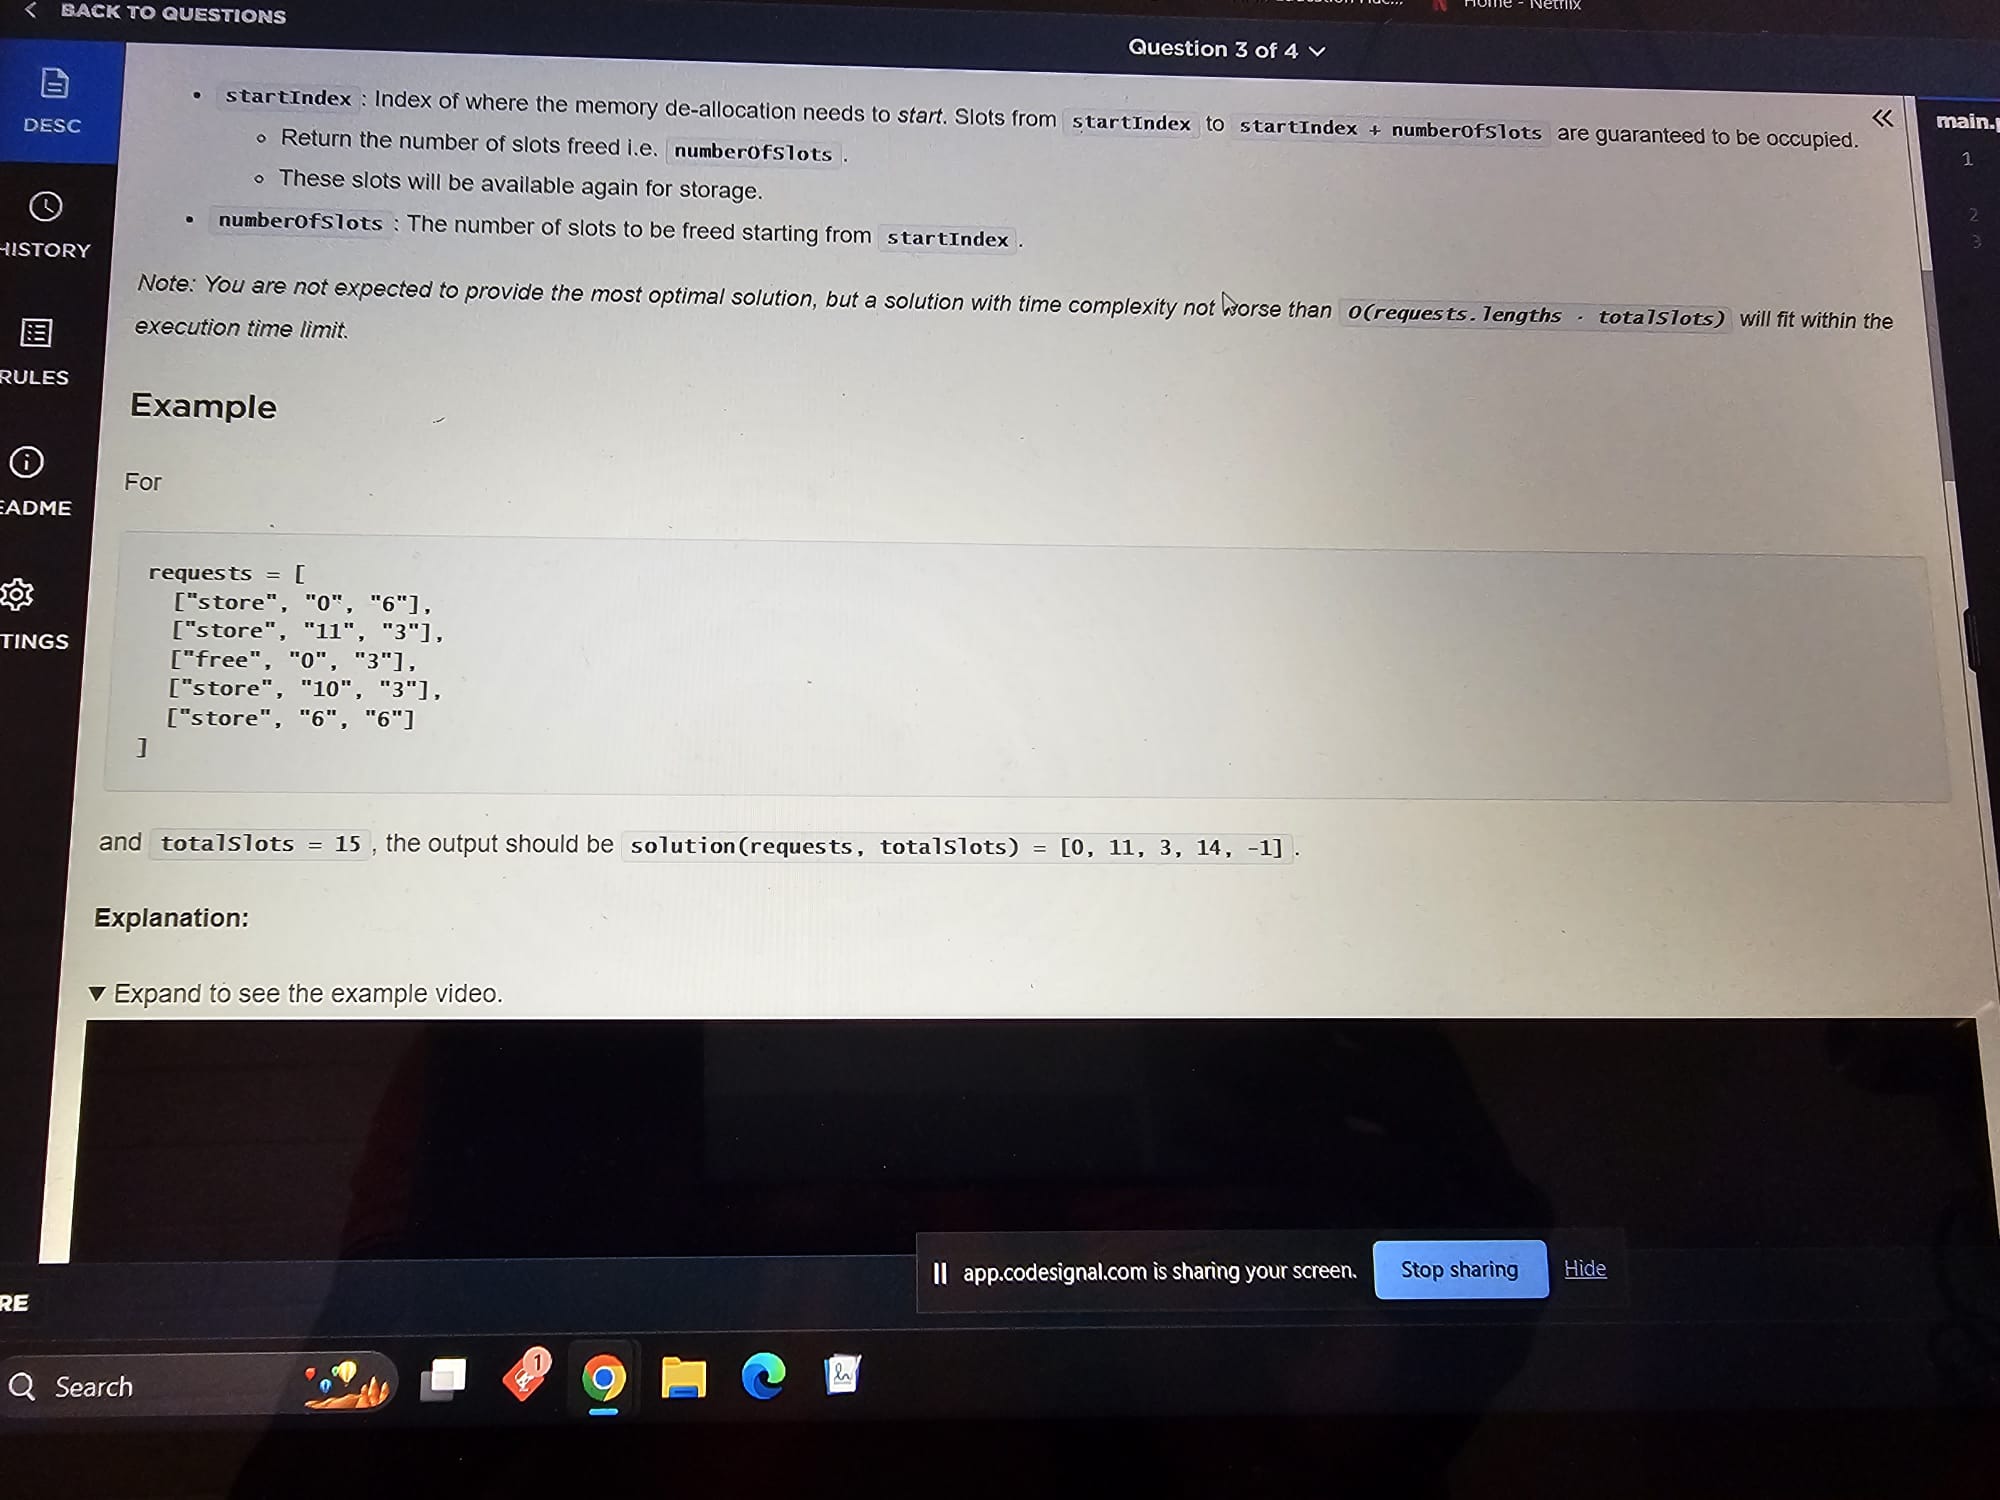 BACK TO QUESTIONS
Home - Netflix
Question 3 of 4
DESC
HISTORY
RULES
EADME
TINGS
RE
• startIndex : Index of where the memory de-allocation needs to start. Slots from startIndex to startIndex + numberOfSlots are guaranteed to be occupied.
◦ Return the number of slots freed i.e. numberOfSlots .
◦ These slots will be available again for storage.
• numberOfSlots : The number of slots to be freed starting from startIndex .
Note: You are not expected to provide the most optimal solution, but a solution with time complexity not worse than O(requests.lengths · totalSlots) will fit within the
execution time limit.
Example
For
requests = [
["store", "0", "6"],
["store", "11", "3"],
["free", "0", "3"],
["store", "10", "3"],
["store", "6", "6"]
]
and totalSlots = 15 , the output should be solution(requests, totalSlots) = [0, 11, 3, 14, -1] .
Explanation:
▼ Expand to see the example video.
main.p
1
2
3
app.codesignal.com is sharing your screen.
Stop sharing
Hide
Search
1